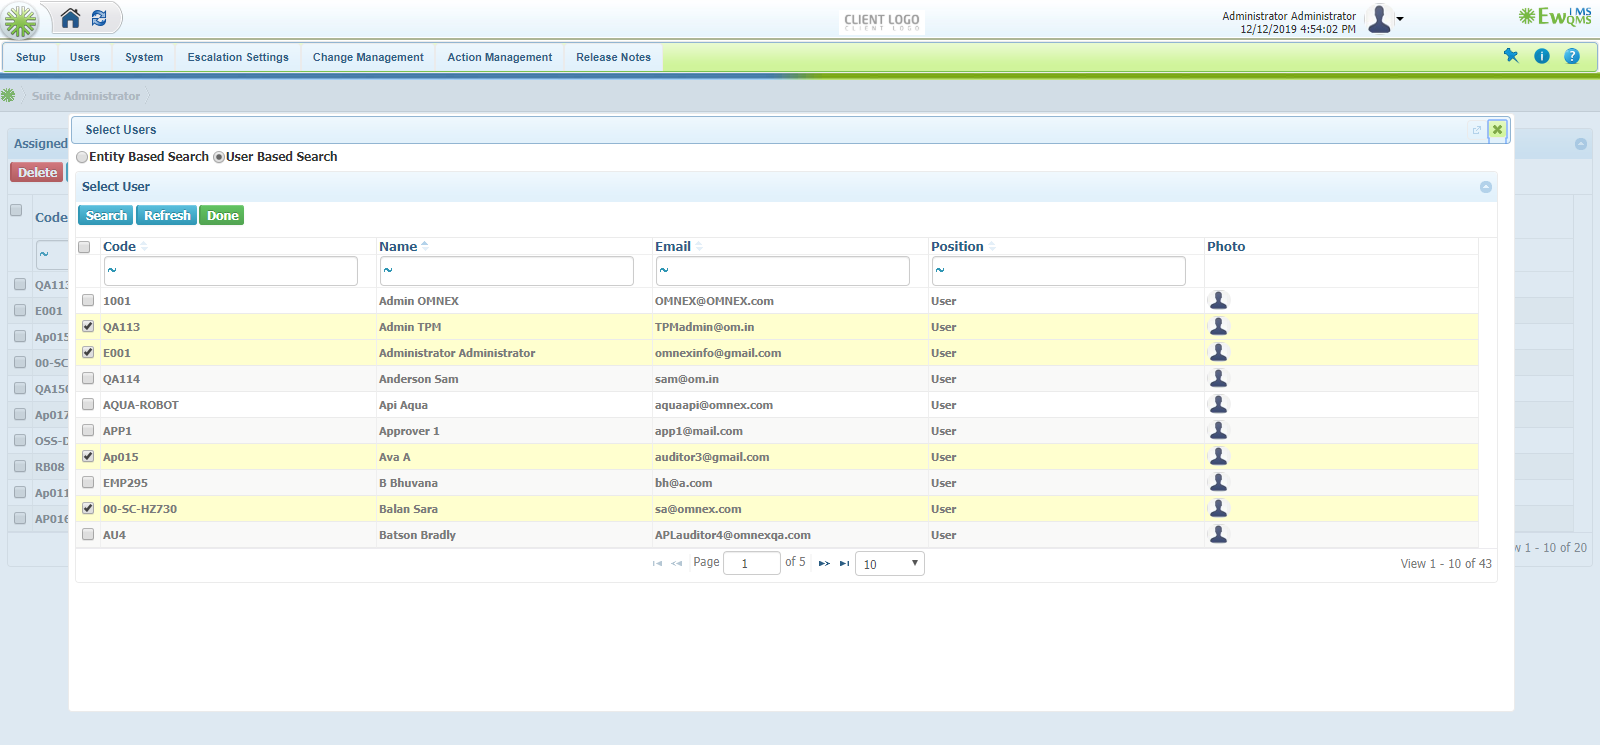 CLIENT LOGO
CLIENT LOGO
Administrator Administrator
12/12/2019 4:54:02 PM
EwQMS
IMS
Setup Users System Escalation Settings Change Management Action Management Release Notes
Suite Administrator
Assigned
Delete
Code
~
QA113
E001
Ap015
00-SC
QA150
Ap017
OSS-D
RB08
Ap011
AP016
w 1 - 10 of 20
Select Users
Entity Based Search User Based Search
Select User
Search Refresh Done
Code Name Email Position Photo
~ ~ ~ ~
1001 Admin OMNEX OMNEX@OMNEX.com User
QA113 Admin TPM TPMadmin@om.in User
E001 Administrator Administrator omnexinfo@gmail.com User
QA114 Anderson Sam sam@om.in User
AQUA-ROBOT Api Aqua aquaapi@omnex.com User
APP1 Approver 1 app1@mail.com User
Ap015 Ava A auditor3@gmail.com User
EMP295 B Bhuvana bh@a.com User
00-SC-HZ730 Balan Sara sa@omnex.com User
AU4 Batson Bradly APLauditor4@omnexqa.com User
Page 1 of 5 10 View 1 - 10 of 43